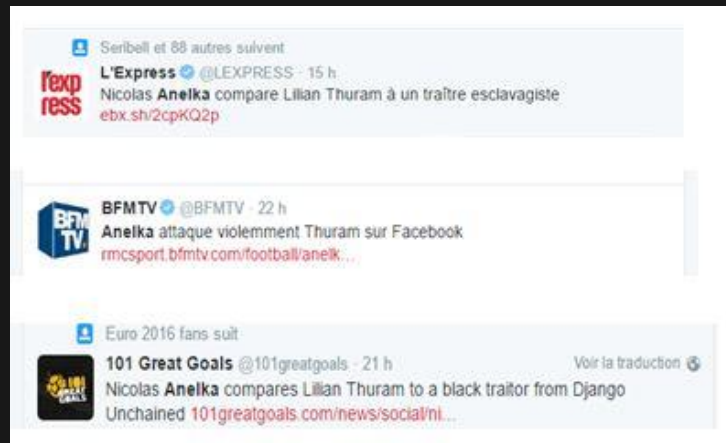 Seribell et 88 autres suivent
l'exp
ress
L'Express @LEXPRESS · 15 h
Nicolas Anelka compare Lilian Thuram à un traître esclavagiste
ebx.sh/2cpKQ2p
BFM
TV.
BFMTV @BFMTV · 22 h
Anelka attaque violemment Thuram sur Facebook
rmcsport.bfmtv.com/football/anelk...
Euro 2016 fans suit
101
GREAT
GOALS
101 Great Goals @101greatgoals · 21 h Voir la traduction
Nicolas Anelka compares Lilian Thuram to a black traitor from Django
Unchained 101greatgoals.com/news/social/ni...